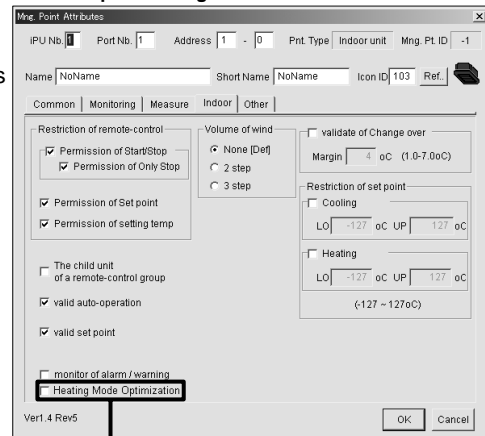 Mng. Point Attributes
iPU Nb. 1 Port Nb. 1 Address 1 - 0 Pnt. Type Indoor unit Mng. Pt. ID -1
s
Name NoName Short Name NoName Icon ID 103 Ref..
Common Monitoring Measure Indoor Other
Restriction of remote-control
Permission of Start/Stop
Permission of Only Stop
Permission of Set point
Permission of setting temp
Volume of wind
None [Def]
2 step
3 step
validate of Change over
Margin 4 oC (1.0-7.0oC)
Restriction of set point
Cooling
LO -127 oC UP 127 oC
Heating
LO -127 oC UP 127 oC
(-127 ~ 127oC)
The child unit
of a remote-control group
valid auto-operation
valid set point
monitor of alarm / warning
Heating Mode Optimization
Ver1.4 Rev5
OK Cancel